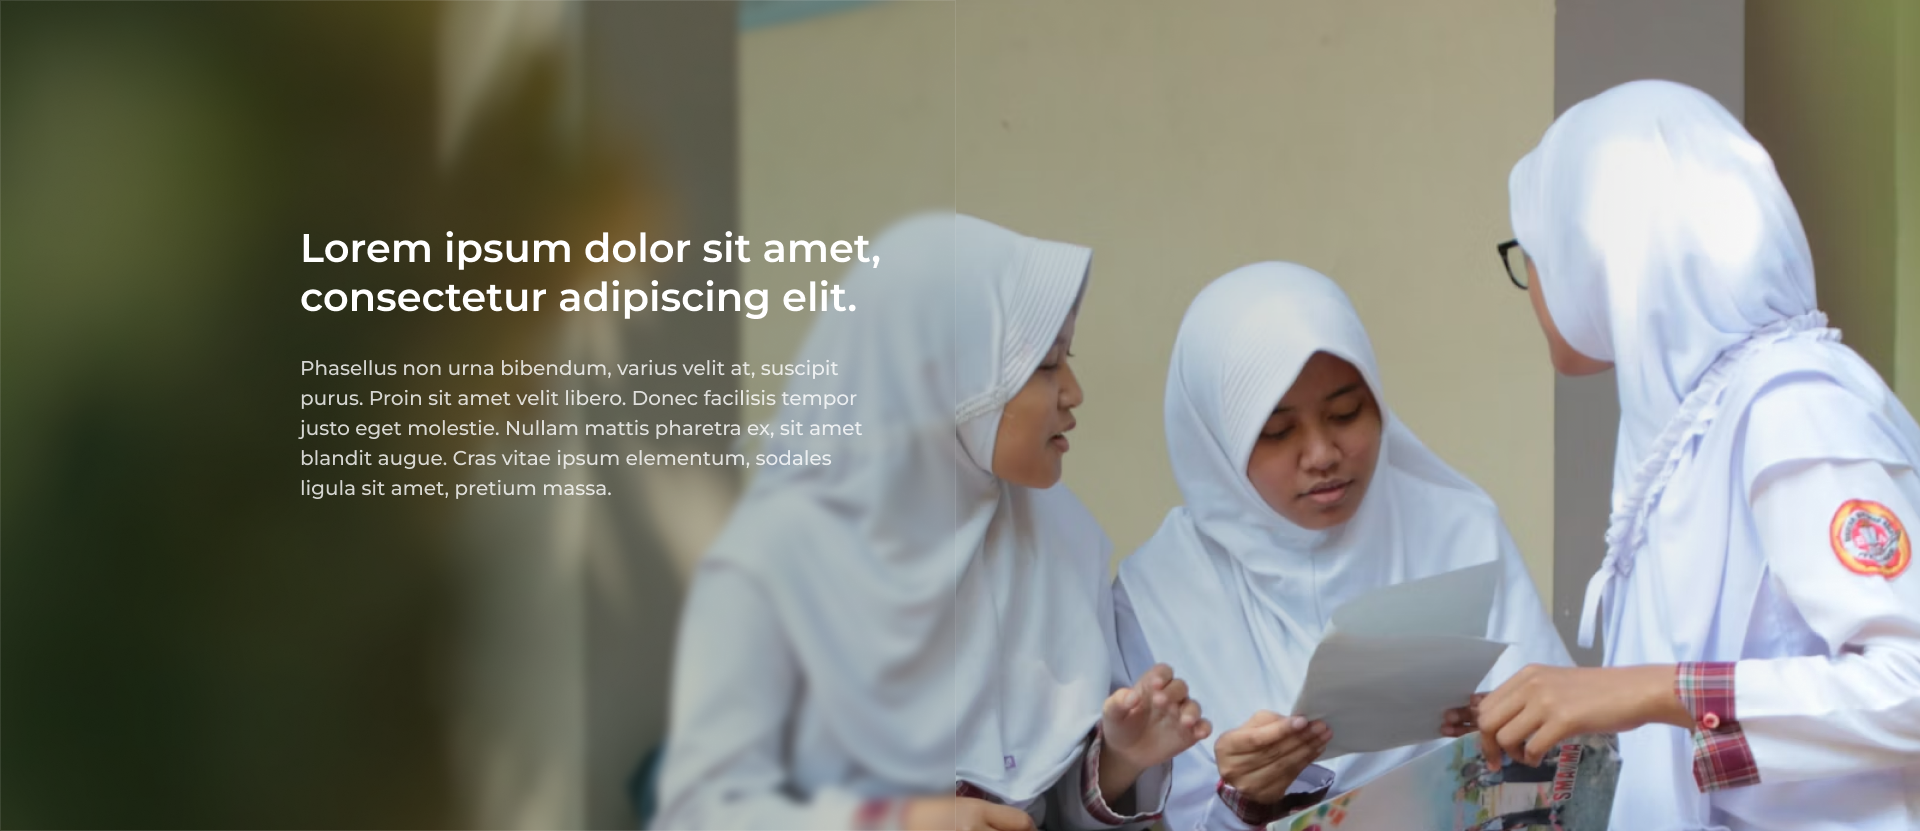 Lorem ipsum dolor sit amet,
consectetur adipiscing elit.
Phasellus non urna bibendum, varius velit at, suscipit
purus. Proin sit amet velit libero. Donec facilisis tempor
justo eget molestie. Nullam mattis pharetra ex, sit amet
blandit augue. Cras vitae ipsum elementum, sodales
ligula sit amet, pretium massa.
SMA/MA